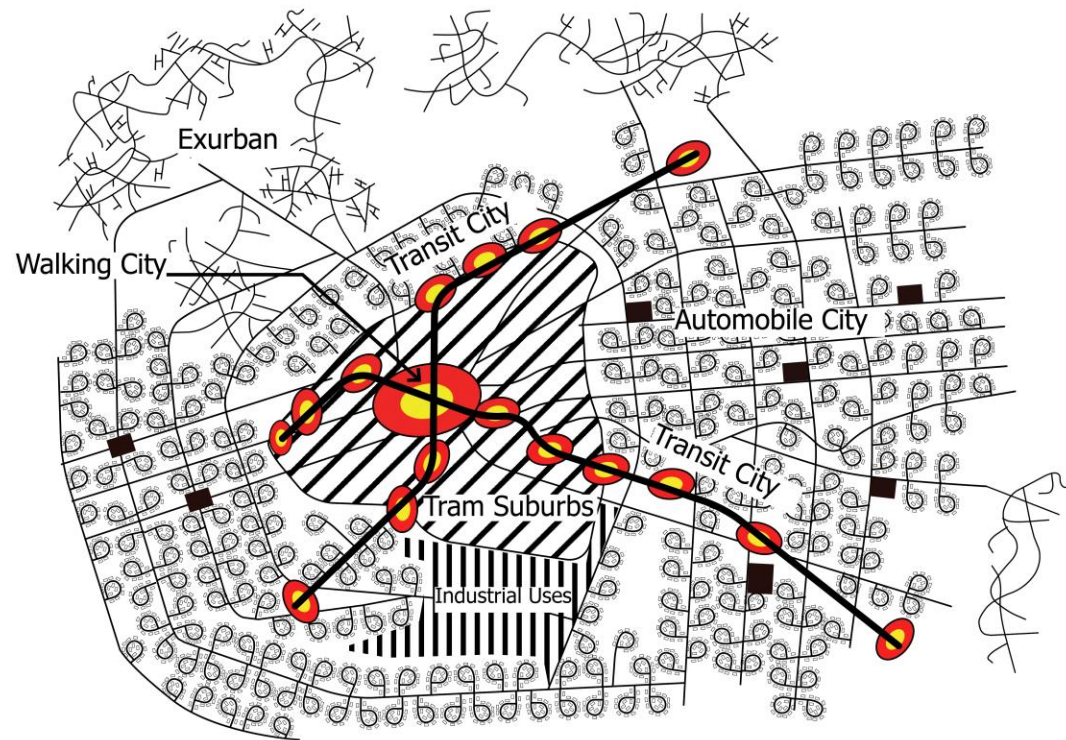 Exurban
Transit City
Walking City
Automobile City
Transit City
Tram Suburbs
Industrial Uses